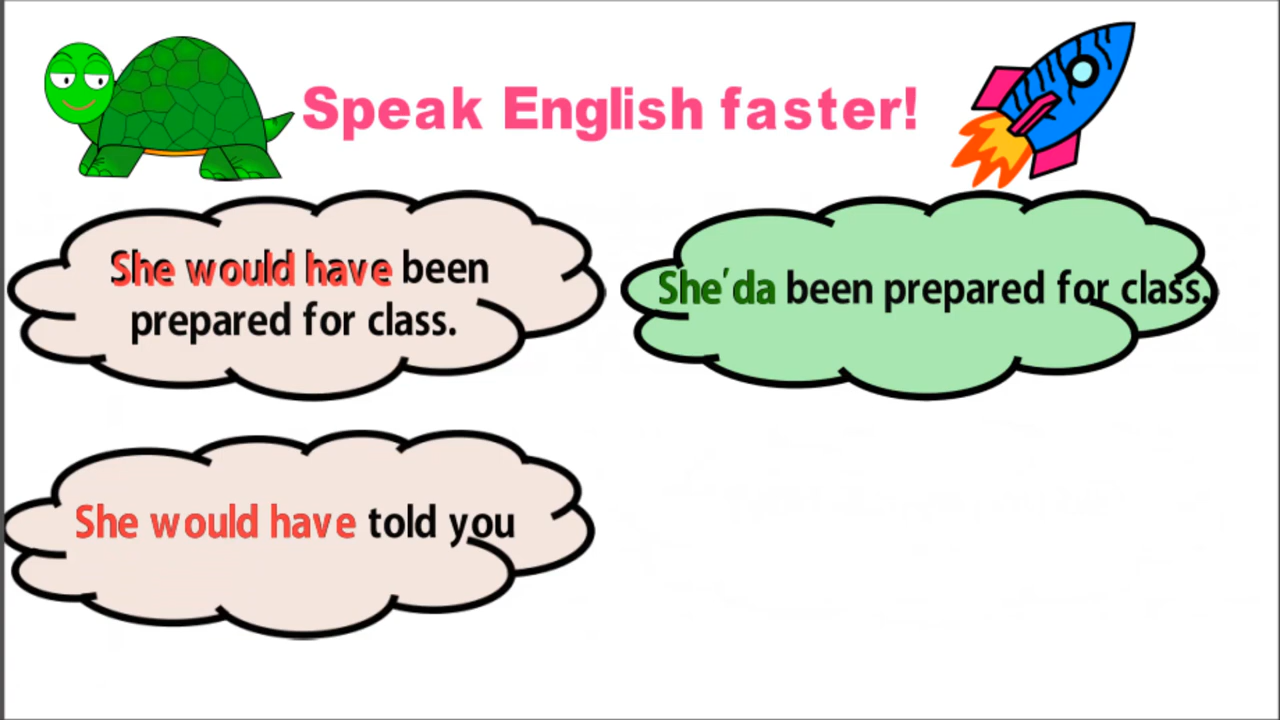 Speak English faster!
She would have been
prepared for class.
She'da been prepared for class.
She would have told you